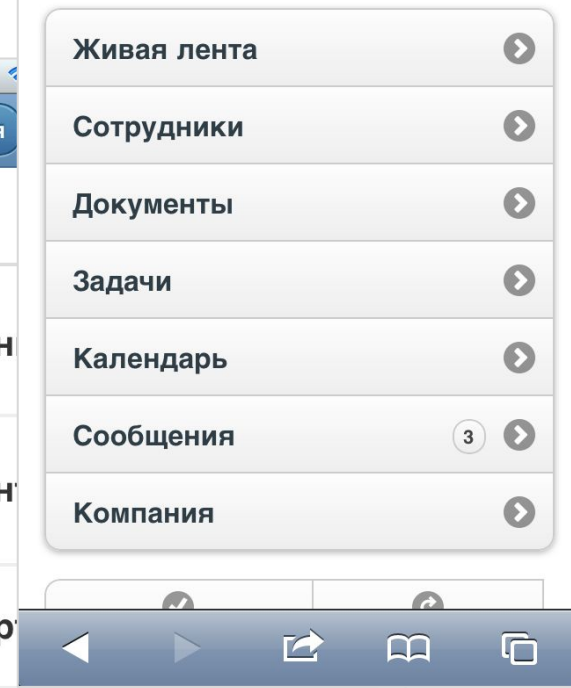 Живая лента
Сотрудники
Документы
Задачи
Календарь
Сообщения 3
Компания